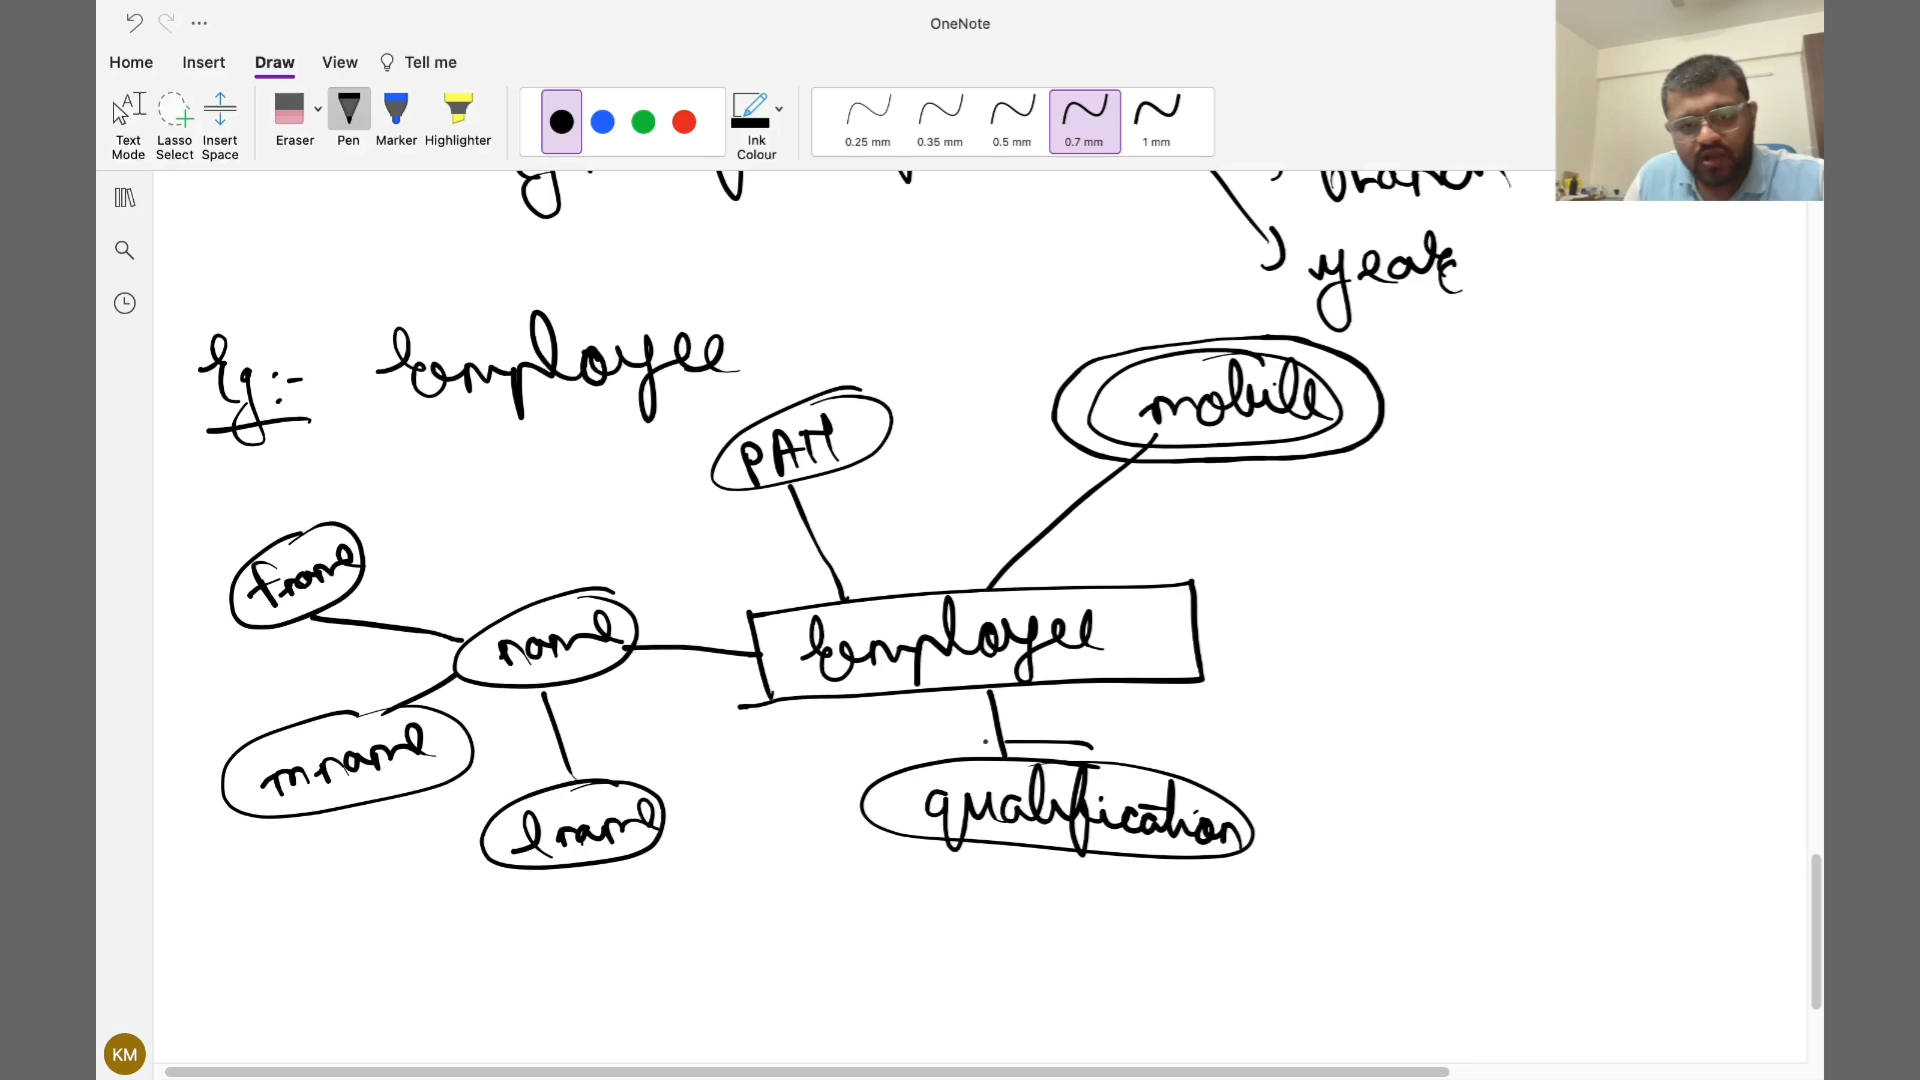 OneNote
Home Insert Draw View Tell me
Text Mode
Lasso Select
Insert Space
Eraser
Pen
Marker
Highlighter
Ink Colour
0.25 mm
0.35 mm
0.5 mm
0.7 mm
1 mm
year
Eg:- Employee
mobile
PAN
fname
name
Employee
m.name
lname
qualification
KM